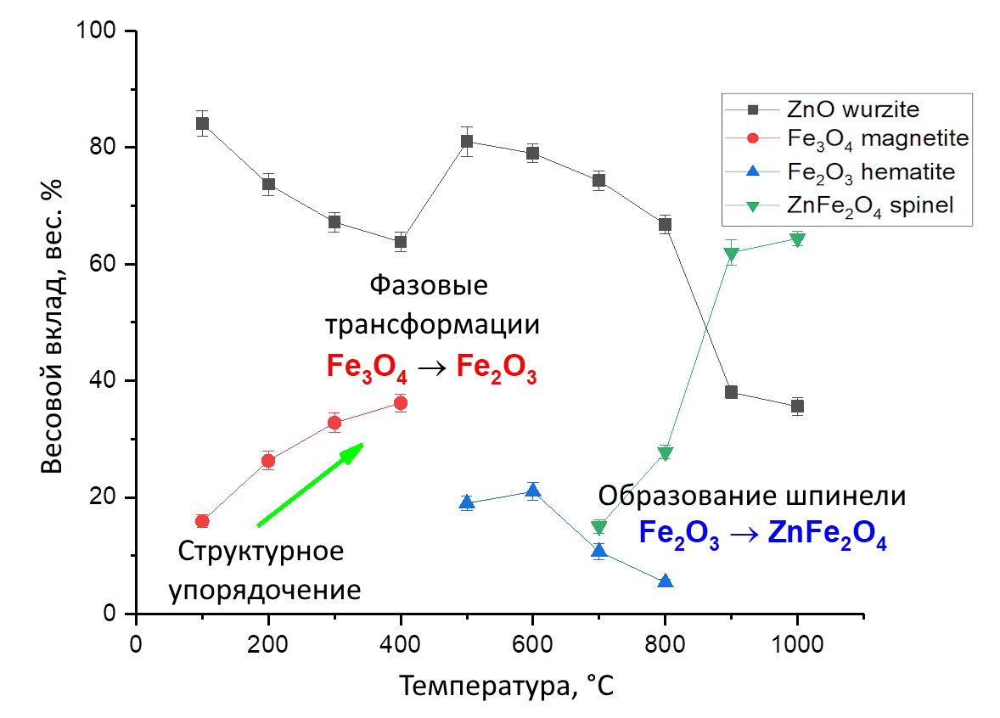 100
80
60
40
20
0
Весовой вклад, вес. %
ZnO wurzite
Fe₃O₄ magnetite
Fe₂O₃ hematite
ZnFe₂O₄ spinel
Фазовые
трансформации
Fe₃O₄ → Fe₂O₃
Образование шпинели
Fe₂O₃ → ZnFe₂O₄
Структурное
упорядочение
0
200
400
600
800
1000
Температура, °C